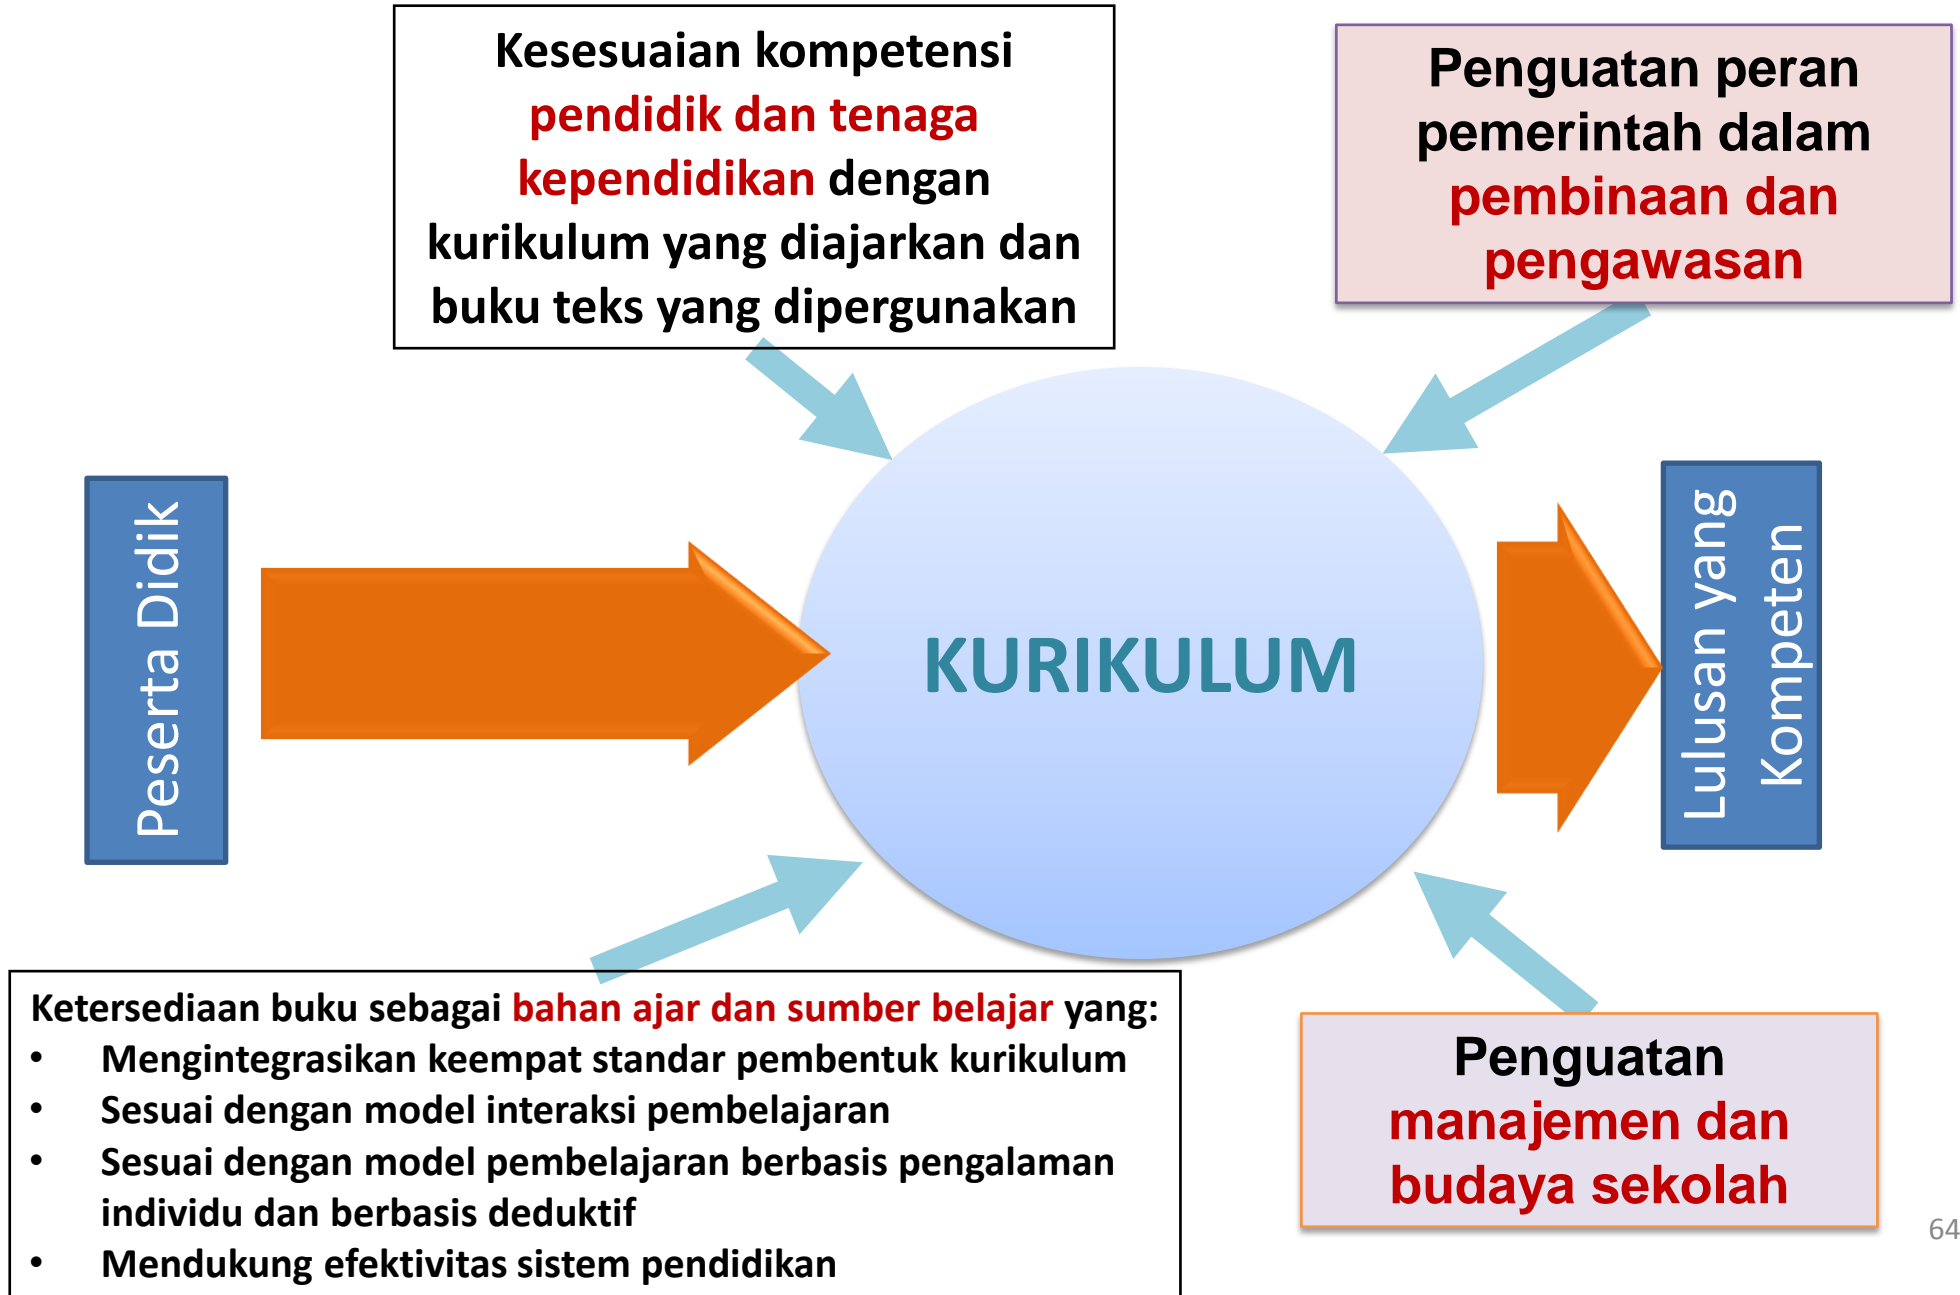 Kesesuaian kompetensi
pendidik dan tenaga
kependidikan dengan
kurikulum yang diajarkan dan
buku teks yang dipergunakan
Penguatan peran
pemerintah dalam
pembinaan dan
pengawasan
Peserta Didik
KURIKULUM
Lulusan yang
Kompeten
Ketersediaan buku sebagai bahan ajar dan sumber belajar yang:
• Mengintegrasikan keempat standar pembentuk kurikulum
• Sesuai dengan model interaksi pembelajaran
• Sesuai dengan model pembelajaran berbasis pengalaman
individu dan berbasis deduktif
• Mendukung efektivitas sistem pendidikan
Penguatan
manajemen dan
budaya sekolah
64